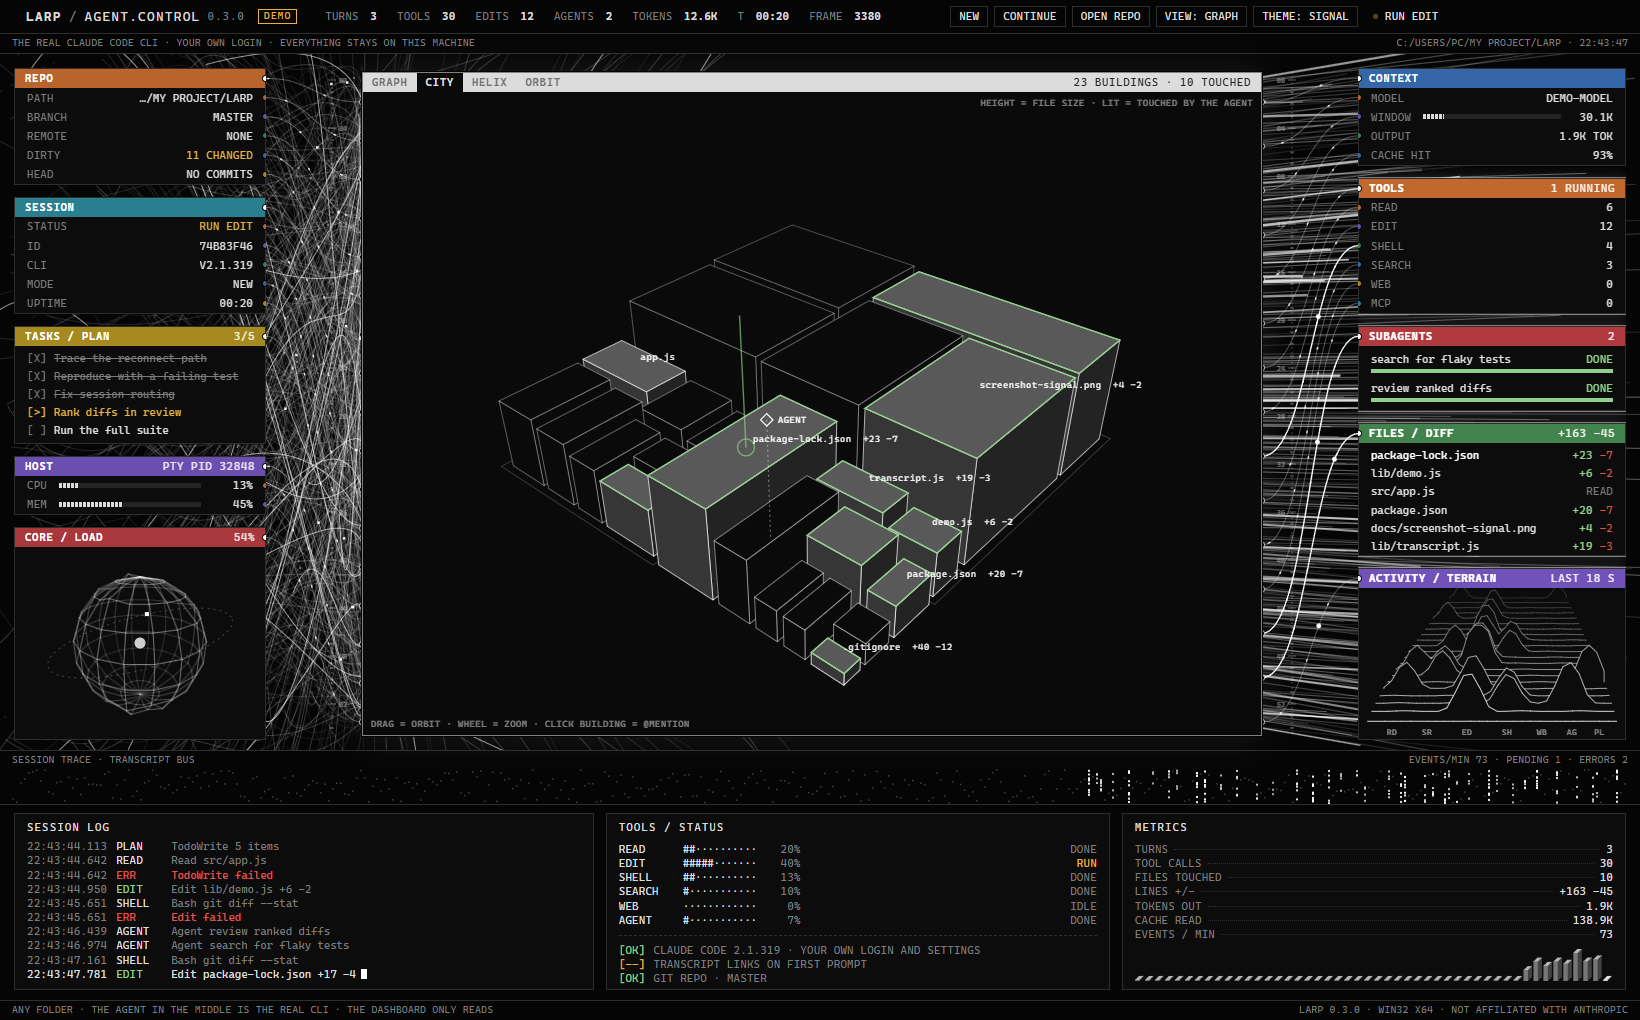 LARP / AGENT.CONTROL 0.3.0 DEMO TURNS 3 TOOLS 30 EDITS 12 AGENTS 2 TOKENS 12.6K T 00:20 FRAME 3380 NEW CONTINUE OPEN REPO VIEW: GRAPH THEME: SIGNAL RUN EDIT
THE REAL CLAUDE CODE CLI · YOUR OWN LOGIN · EVERYTHING STAYS ON THIS MACHINE
C:/USERS/PC/MY PROJECT/LARP · 22:43:47
REPO
PATH …/MY PROJECT/LARP
BRANCH MASTER
REMOTE NONE
DIRTY 11 CHANGED
HEAD NO COMMITS
SESSION
STATUS RUN EDIT
ID 74B83F46
CLI V2.1.319
MODE NEW
UPTIME 00:20
TASKS / PLAN 3/5
[X] Trace the reconnect path
[X] Reproduce with a failing test
[X] Fix session routing
[>] Rank diffs in review
[ ] Run the full suite
HOST PTY PID 32848
CPU 13%
MEM 45%
CORE / LOAD 54%
GRAPH CITY HELIX ORBIT 23 BUILDINGS · 10 TOUCHED
HEIGHT = FILE SIZE · LIT = TOUCHED BY THE AGENT
app.js
screenshot-signal.png +4 −2
AGENT
package-lock.json +23 −7
transcript.js +19 −3
demo.js +6 −2
package.json +20 −7
gitignore +40 −12
DRAG = ORBIT · WHEEL = ZOOM · CLICK BUILDING = @MENTION
CONTEXT
MODEL DEMO-MODEL
WINDOW 30.1K
OUTPUT 1.9K TOK
CACHE HIT 93%
TOOLS 1 RUNNING
READ 6
EDIT 12
SHELL 4
SEARCH 3
WEB 0
MCP 0
SUBAGENTS 2
search for flaky tests DONE
review ranked diffs DONE
FILES / DIFF +163 −45
package-lock.json +23 −7
lib/demo.js +6 −2
src/app.js READ
package.json +20 −7
docs/screenshot-signal.png +4 −2
lib/transcript.js +19 −3
ACTIVITY / TERRAIN LAST 18 S
RD SR ED SH WB AG PL
SESSION TRACE · TRANSCRIPT BUS
EVENTS/MIN 73 · PENDING 1 · ERRORS 2
SESSION LOG
22:43:44.113 PLAN TodoWrite 5 items
22:43:44.642 READ Read src/app.js
22:43:44.642 ERR TodoWrite failed
22:43:44.950 EDIT Edit lib/demo.js +6 −2
22:43:45.651 SHELL Bash git diff --stat
22:43:45.651 ERR Edit failed
22:43:46.439 AGENT Agent review ranked diffs
22:43:46.974 AGENT Agent search for flaky tests
22:43:47.161 SHELL Bash git diff --stat
22:43:47.781 EDIT Edit package-lock.json +17 −4
TOOLS / STATUS
READ ##·········· 20% DONE
EDIT #####······· 40% RUN
SHELL ##·········· 13% DONE
SEARCH #··········· 10% DONE
WEB ············ 0% IDLE
AGENT #··········· 7% DONE
[OK] CLAUDE CODE 2.1.319 · YOUR OWN LOGIN AND SETTINGS
[--] TRANSCRIPT LINKS ON FIRST PROMPT
[OK] GIT REPO · MASTER
METRICS
TURNS 3
TOOL CALLS 30
FILES TOUCHED 10
LINES +/− +163 −45
TOKENS OUT 1.9K
CACHE READ 138.9K
EVENTS / MIN 73
ANY FOLDER · THE AGENT IN THE MIDDLE IS THE REAL CLI · THE DASHBOARD ONLY READS
LARP 0.3.0 · WIN32 X64 · NOT AFFILIATED WITH ANTHROPIC